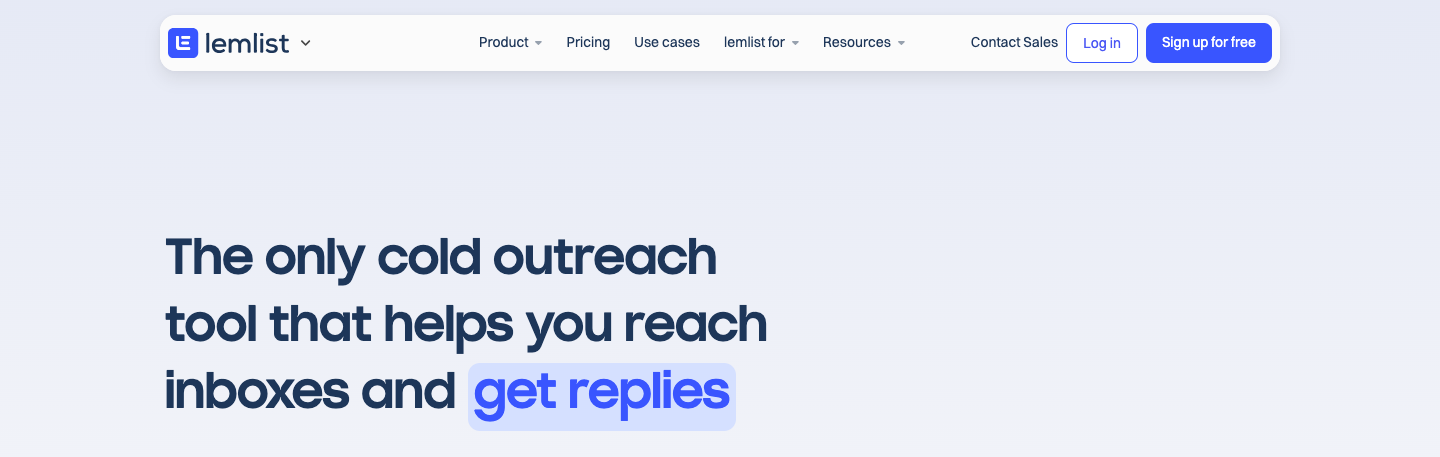 lemlist
Product
Pricing
Use cases
lemlist for
Resources
Contact Sales
Log in
Sign up for free
The only cold outreach
tool that helps you reach
inboxes and get replies